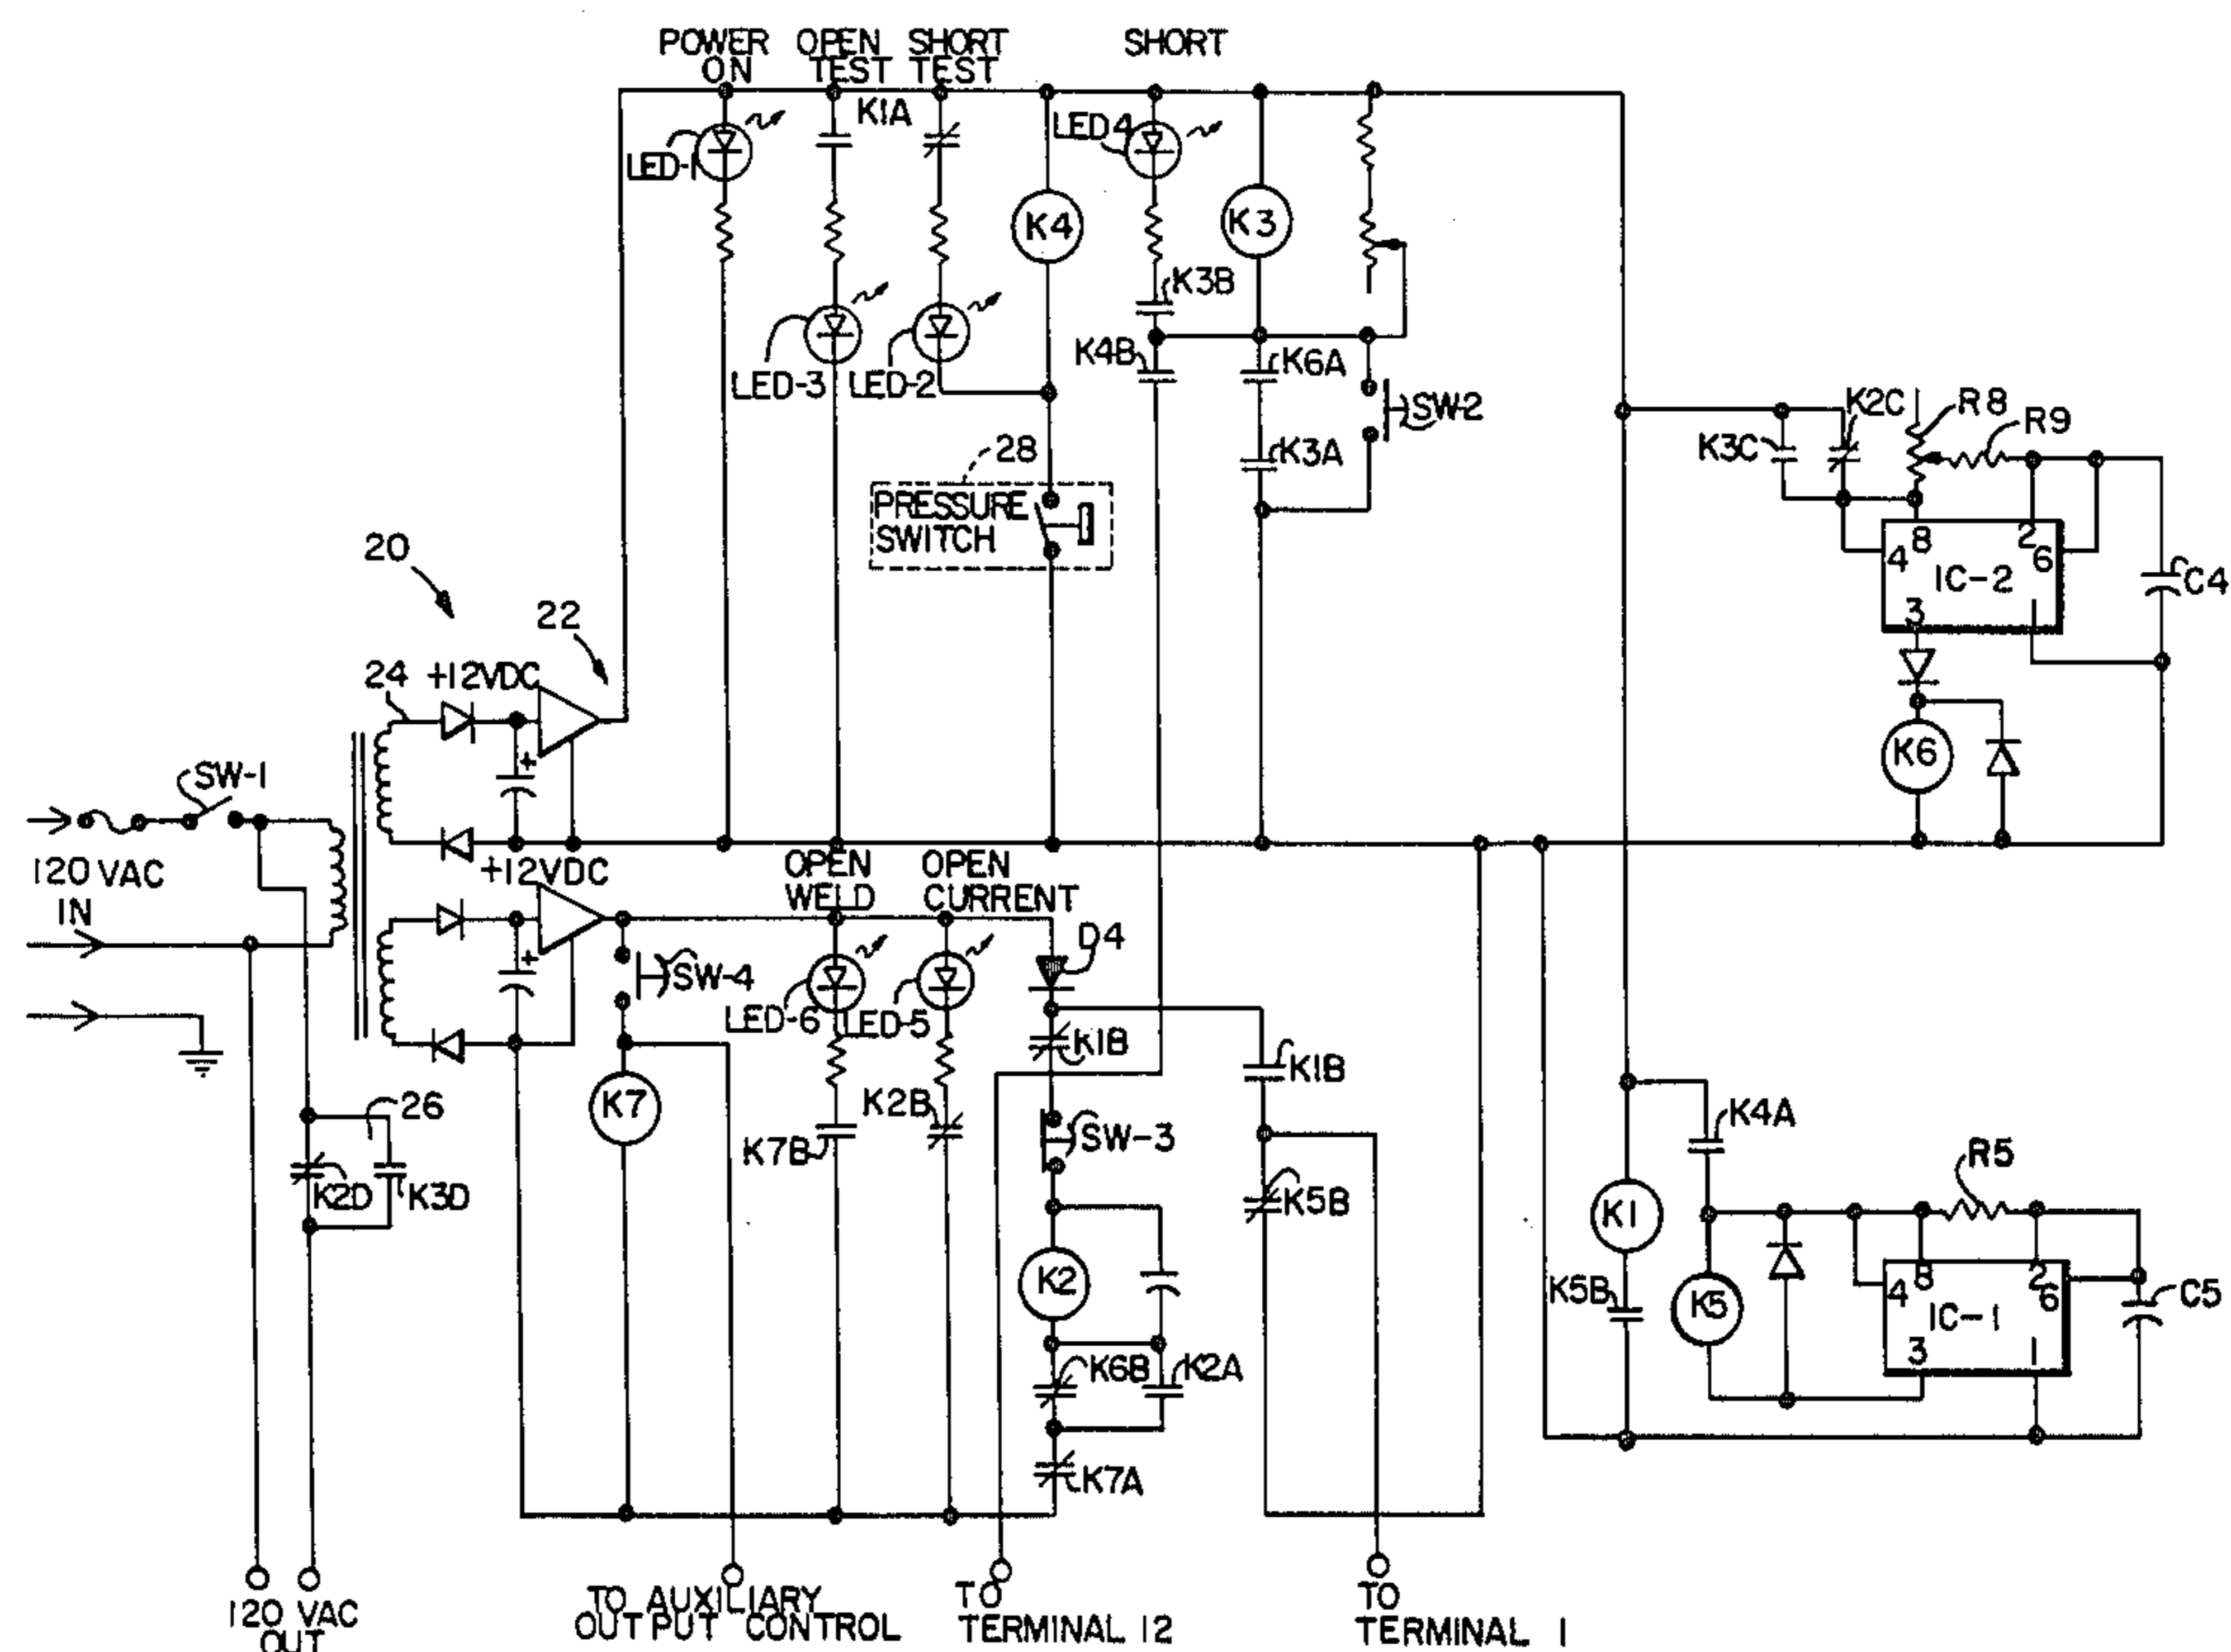 POWER
ON
OPEN
TEST
SHORT
TEST
SHORT
K1A
LED-1
LED4
K4
K3
K3B
K4B
K6A
LED-3
LED-2
SW-2
K3A
K2C
R8
R9
K3C
28
PRESSURE
SWITCH
4
8
2
6
IC-2
3
1
C4
20
22
24
+12VDC
K6
SW-1
120 VAC
IN
+12VDC
OPEN
WELD
OPEN
CURRENT
D4
SW-4
LED-6
LED-5
K1B
K1B
26
K7
K2B
K7B
SW-3
K4A
K2D
K3D
K5B
K1
R5
K2
K5B
K5
4
8
2
6
IC-1
3
1
C5
K6B
K2A
K7A
120 VAC
OUT
TO AUXILIARY
OUTPUT CONTROL
TO
TERMINAL 12
TO
TERMINAL 1